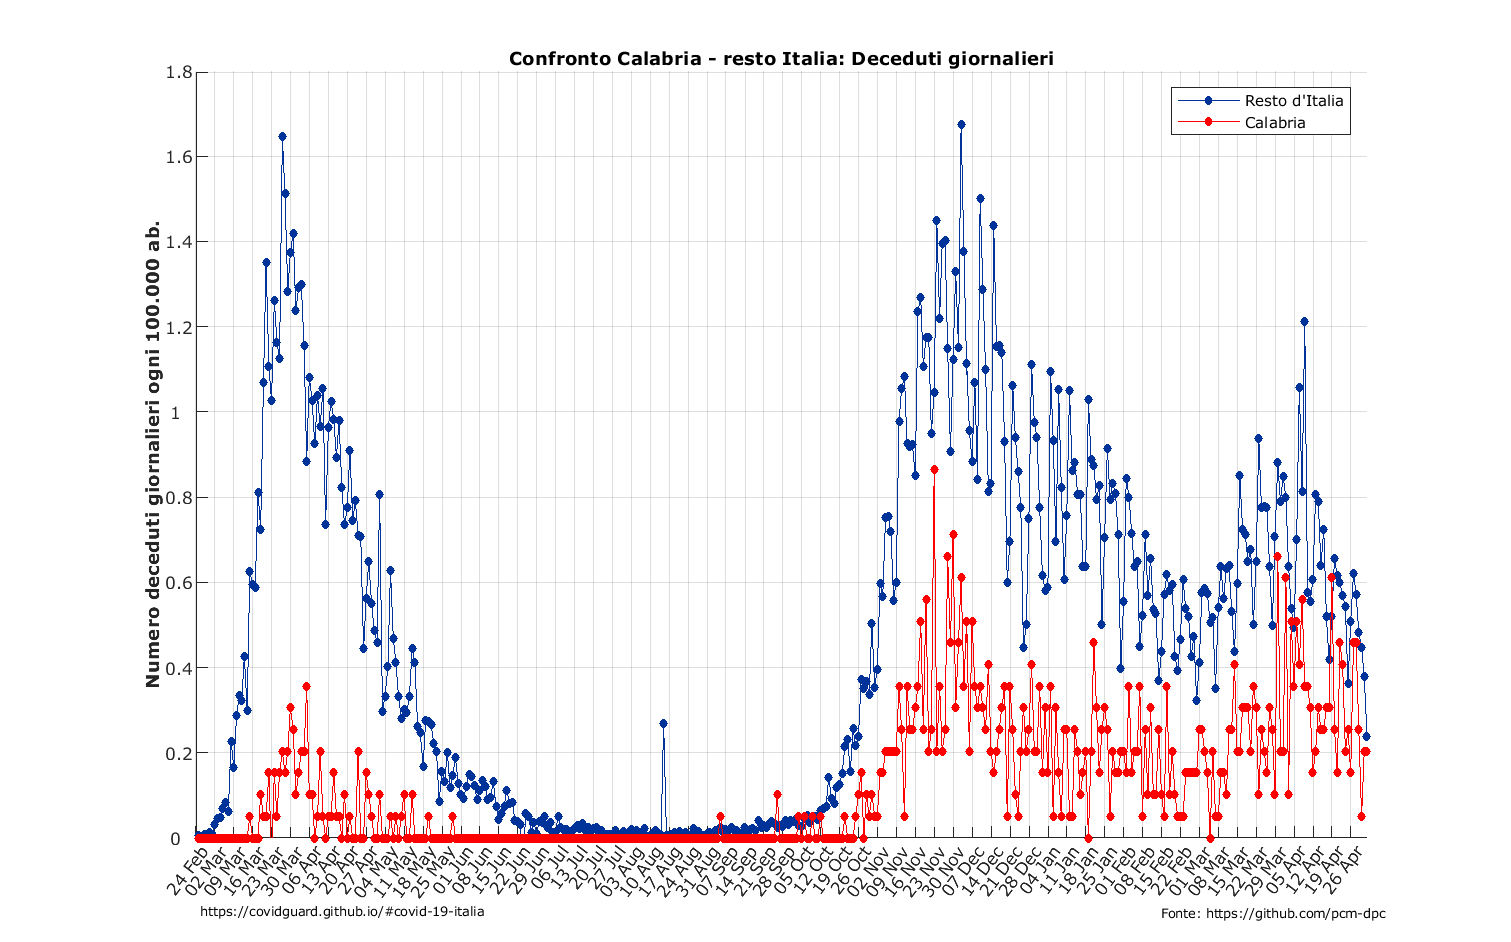 Confronto Calabria - resto Italia: Deceduti giornalieri
Numero deceduti giornalieri ogni 100.000 ab.
1.8
1.6
1.4
1.2
1
0.8
0.6
0.4
0.2
0
Resto d'Italia
Calabria
24 Feb
02 Mar
09 Mar
16 Mar
23 Mar
30 Mar
06 Apr
13 Apr
20 Apr
27 Apr
04 May
11 May
18 May
25 May
01 Jun
08 Jun
15 Jun
22 Jun
29 Jun
06 Jul
13 Jul
20 Jul
27 Jul
03 Aug
10 Aug
17 Aug
24 Aug
31 Aug
07 Sep
14 Sep
21 Sep
28 Sep
05 Oct
12 Oct
19 Oct
26 Oct
02 Nov
09 Nov
16 Nov
23 Nov
30 Nov
07 Dec
14 Dec
21 Dec
28 Dec
04 Jan
11 Jan
18 Jan
25 Jan
01 Feb
08 Feb
15 Feb
22 Feb
01 Mar
08 Mar
15 Mar
22 Mar
29 Mar
05 Apr
12 Apr
19 Apr
26 Apr
https://covidguard.github.io/#covid-19-italia
Fonte: https://github.com/pcm-dpc